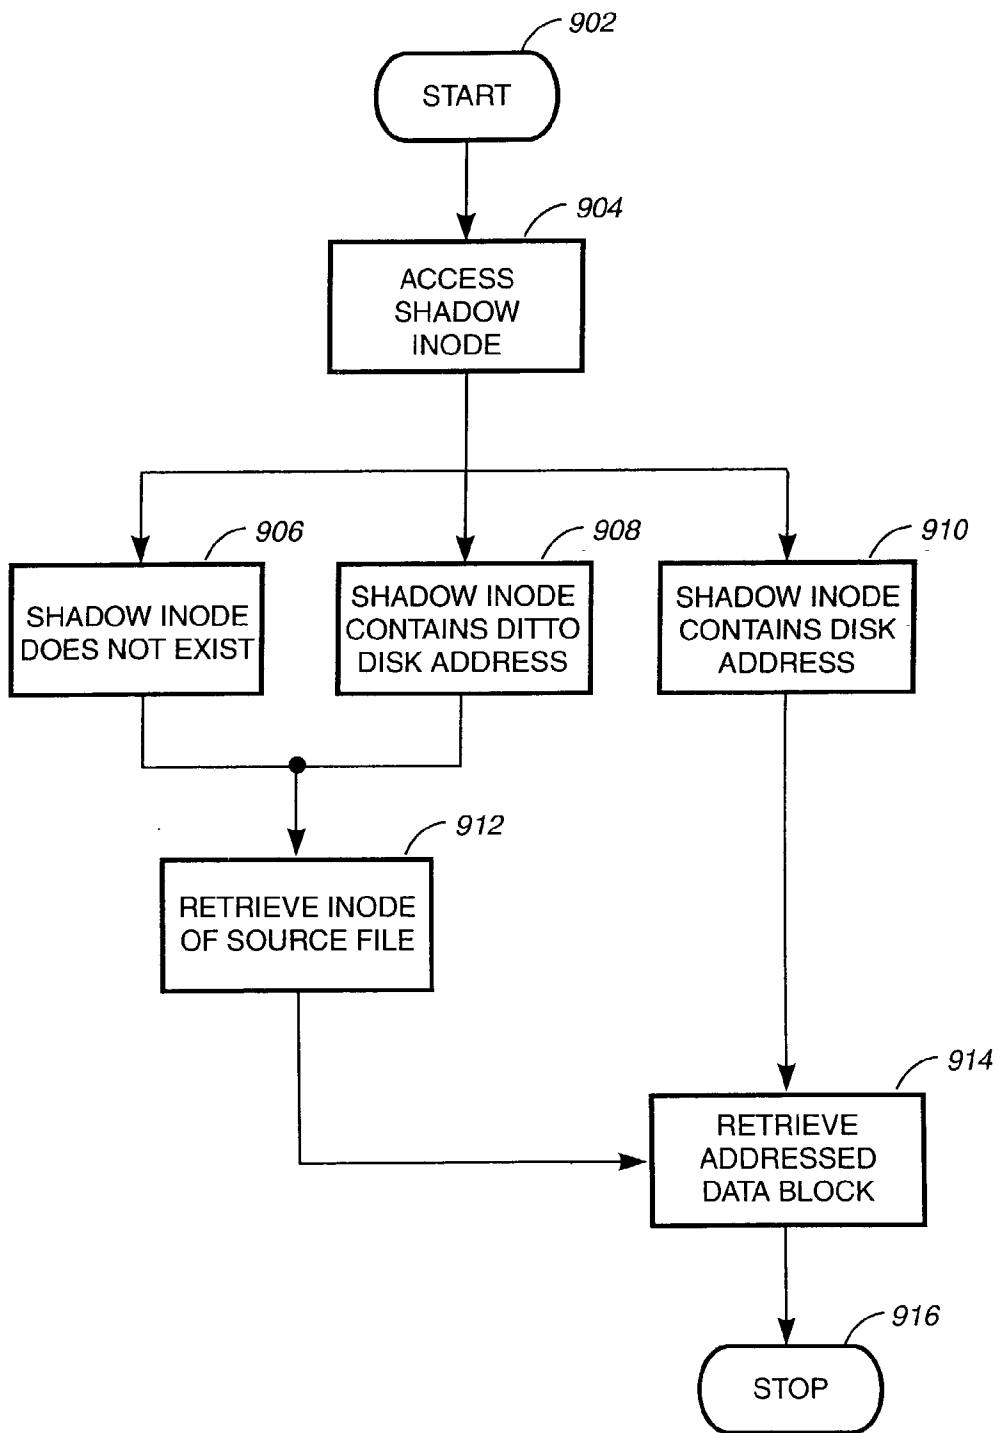 902
START
904
ACCESS
SHADOW
INODE
906
SHADOW INODE
DOES NOT EXIST
908
SHADOW INODE
CONTAINS DITTO
DISK ADDRESS
910
SHADOW INODE
CONTAINS DISK
ADDRESS
912
RETRIEVE INODE
OF SOURCE FILE
914
RETRIEVE
ADDRESSED
DATA BLOCK
916
STOP